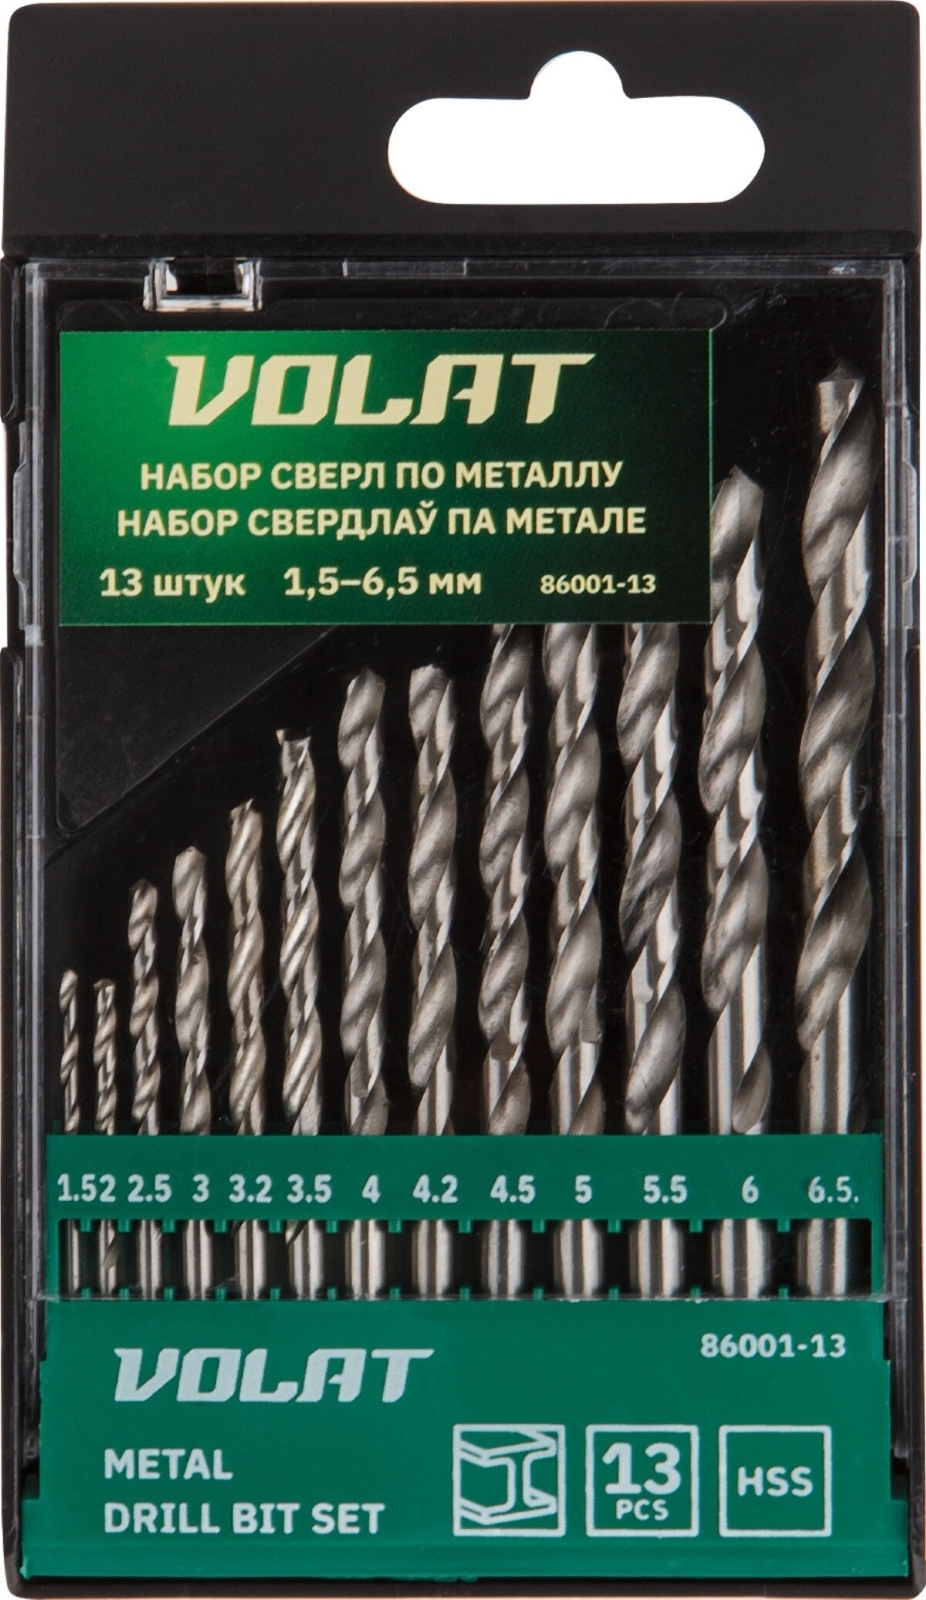 VOLAT
НАБОР СВЕРЛ ПО МЕТАЛЛУ
НАБОР СВЕРДЛАЎ ПА МЕТАЛЕ
13 штук 1,5–6,5 мм 86001-13
1.5 2 2.5 3 3.2 3.5 4 4.2 4.5 5 5.5 6 6.5.
VOLAT
86001-13
METAL
DRILL BIT SET
13
PCS
HSS